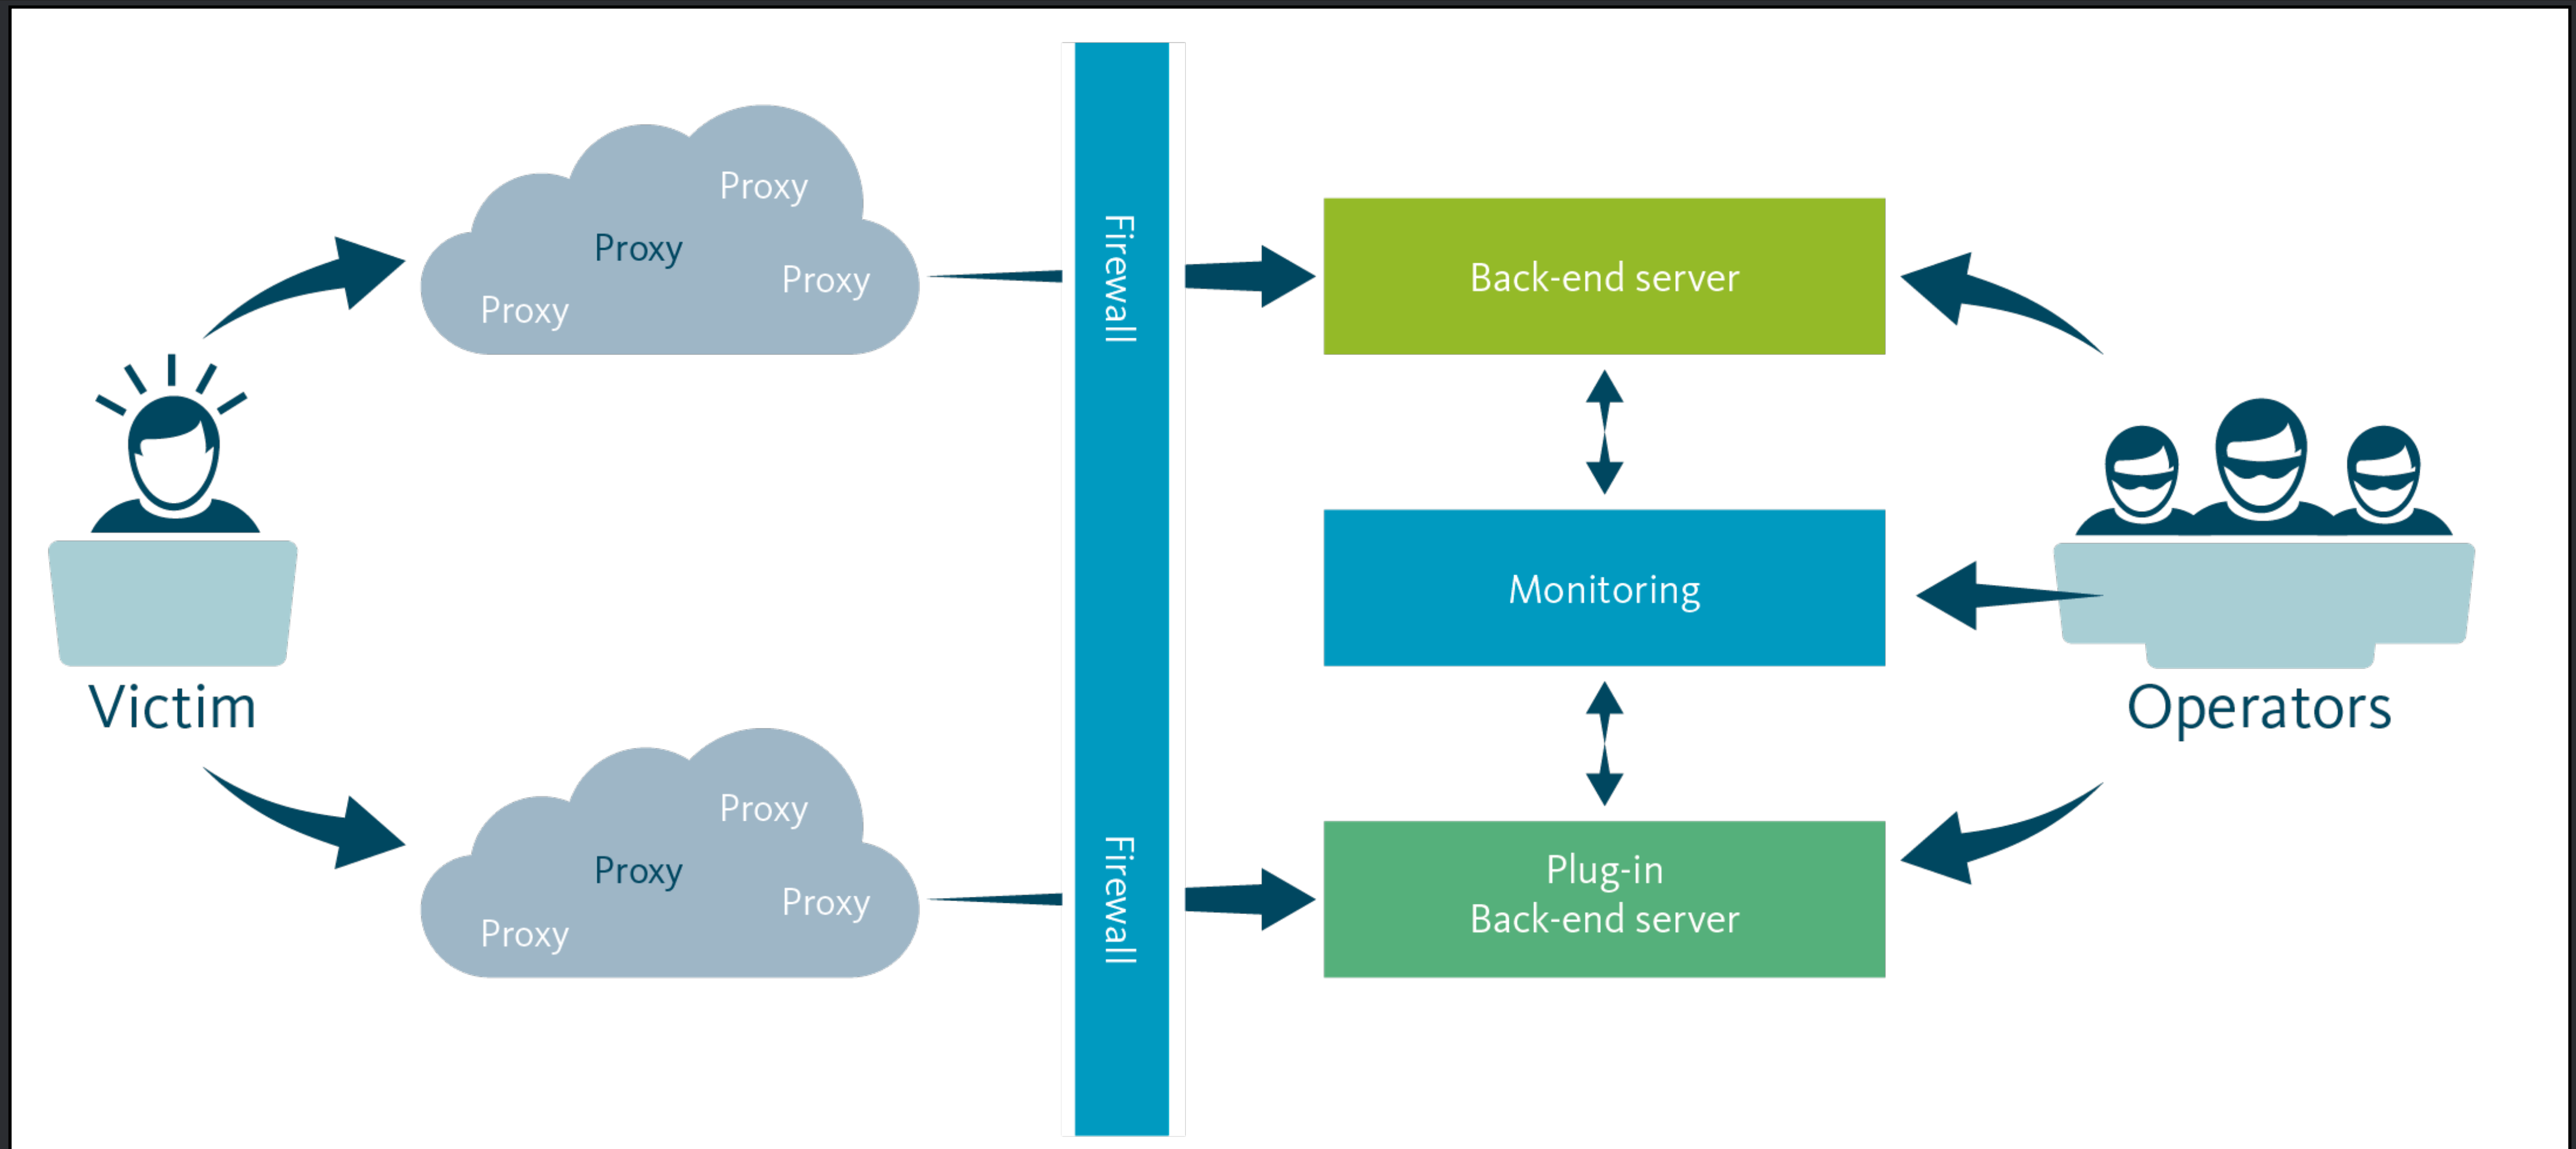 Proxy
Proxy
Proxy
Proxy
Firewall
Back-end server
Monitoring
Victim
Operators
Proxy
Proxy
Proxy
Proxy
Firewall
Plug-in
Back-end server